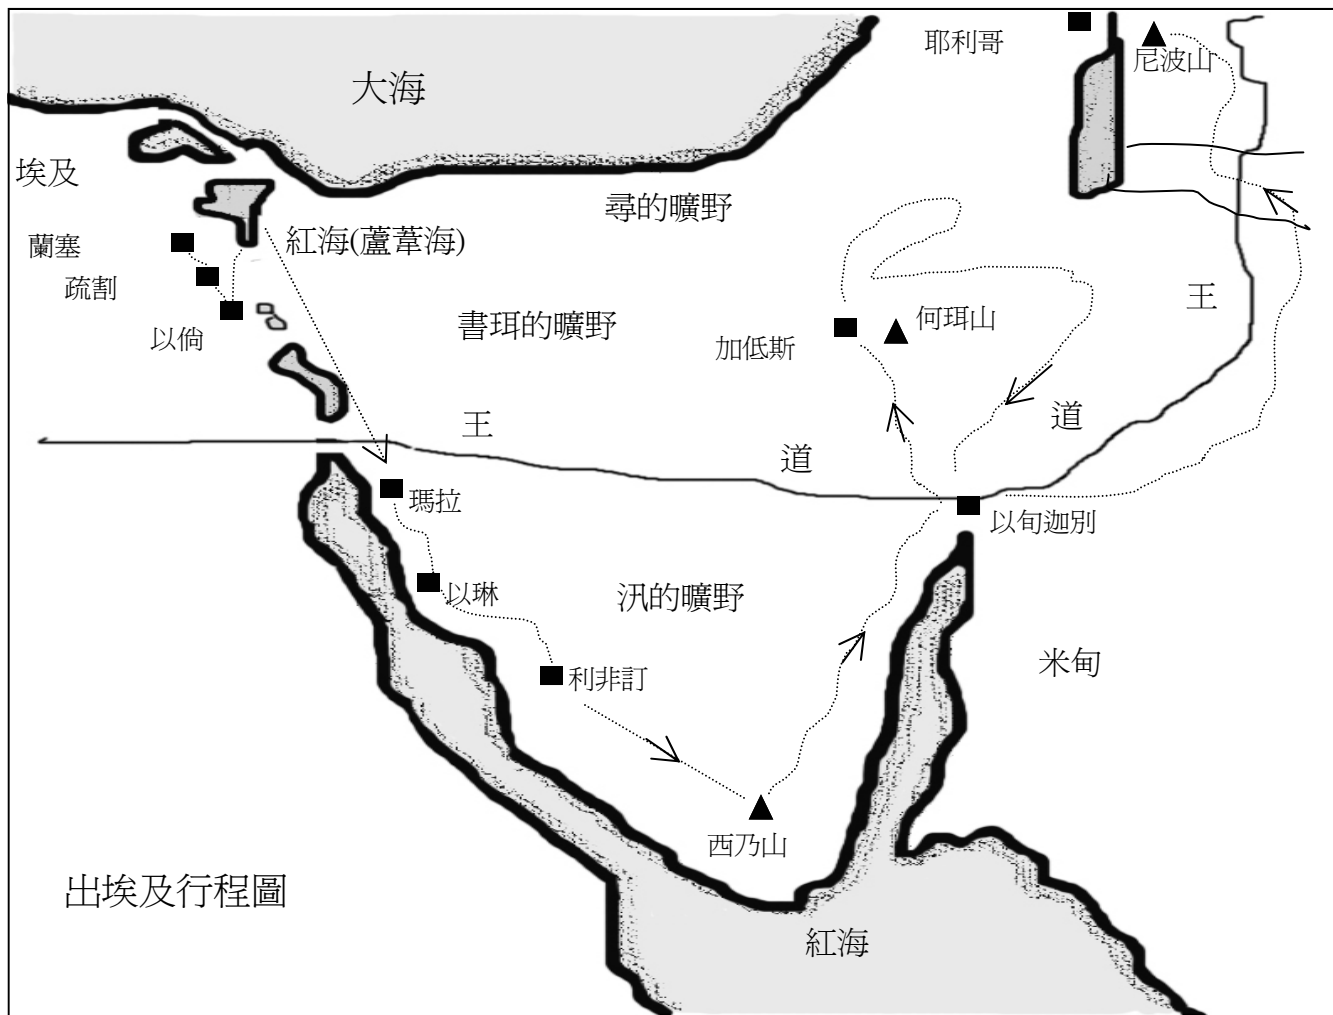 耶利哥
尼波山
大海
埃及
尋的曠野
蘭塞
紅海(蘆葦海)
疏割
以倘
書珥的曠野
加低斯
何珥山
王
王
道
道
瑪拉
以旬迦別
以琳
汛的曠野
利非訂
米甸
西乃山
出埃及行程圖
紅海